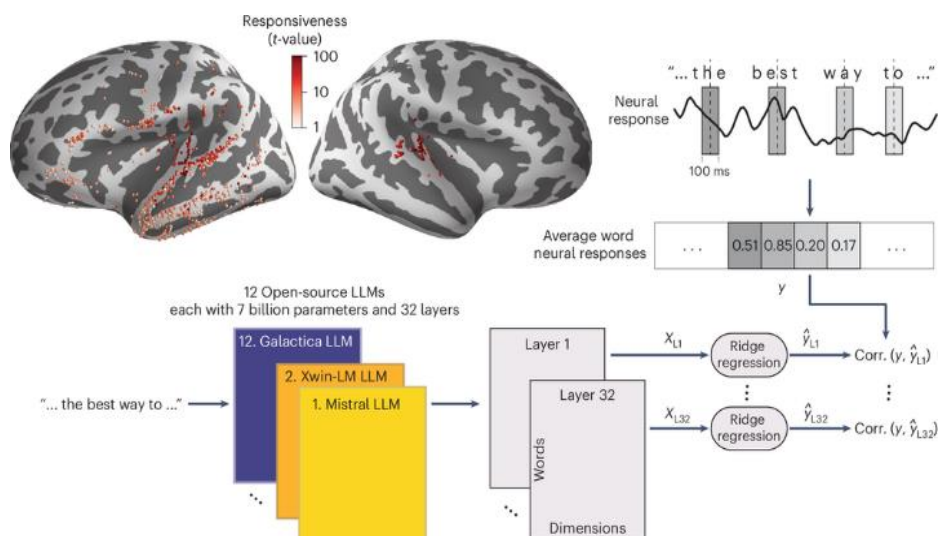 Responsiveness
(t-value)
100
10
1
"... the best way to ..."
Neural
response
100 ms
Average word
neural responses
... 0.51 0.85 0.20 0.17 ...
y
12 Open-source LLMs
each with 7 billion parameters and 32 layers
12. Galactica LLM
2. Xwin-LM LLM
1. Mistral LLM
"... the best way to ..."
...
Layer 1
Layer 32
Words
Dimensions
...
X_L1
Ridge
regression
ŷ_L1
Corr. (y, ŷ_L1)
...
...
X_L32
Ridge
regression
ŷ_L32
Corr. (y, ŷ_L32)